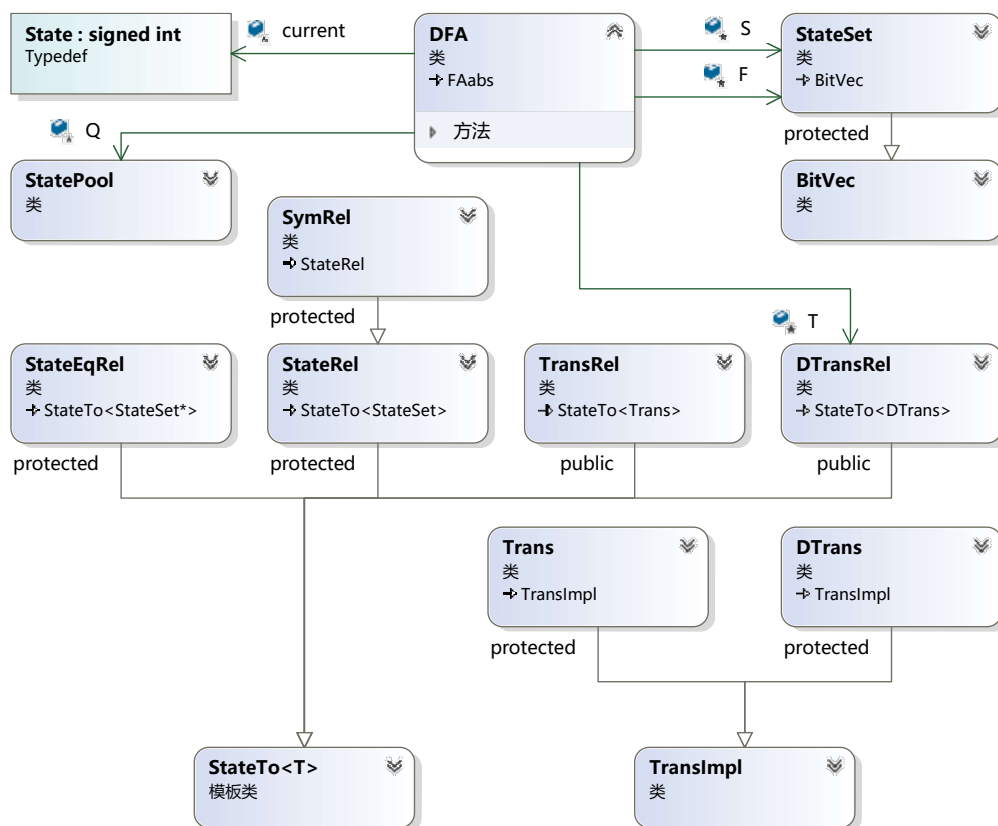 State : signed int
Typedef
current
DFA
类
FAabs
方法
S
F
StateSet
类
BitVec
protected
Q
StatePool
类
BitVec
类
SymRel
类
StateRel
protected
T
StateEqRel
类
StateTo<StateSet*>
protected
StateRel
类
StateTo<StateSet>
protected
TransRel
类
StateTo<Trans>
public
DTransRel
类
StateTo<DTrans>
public
Trans
类
TransImpl
protected
DTrans
类
TransImpl
protected
StateTo<T>
模板类
TransImpl
类